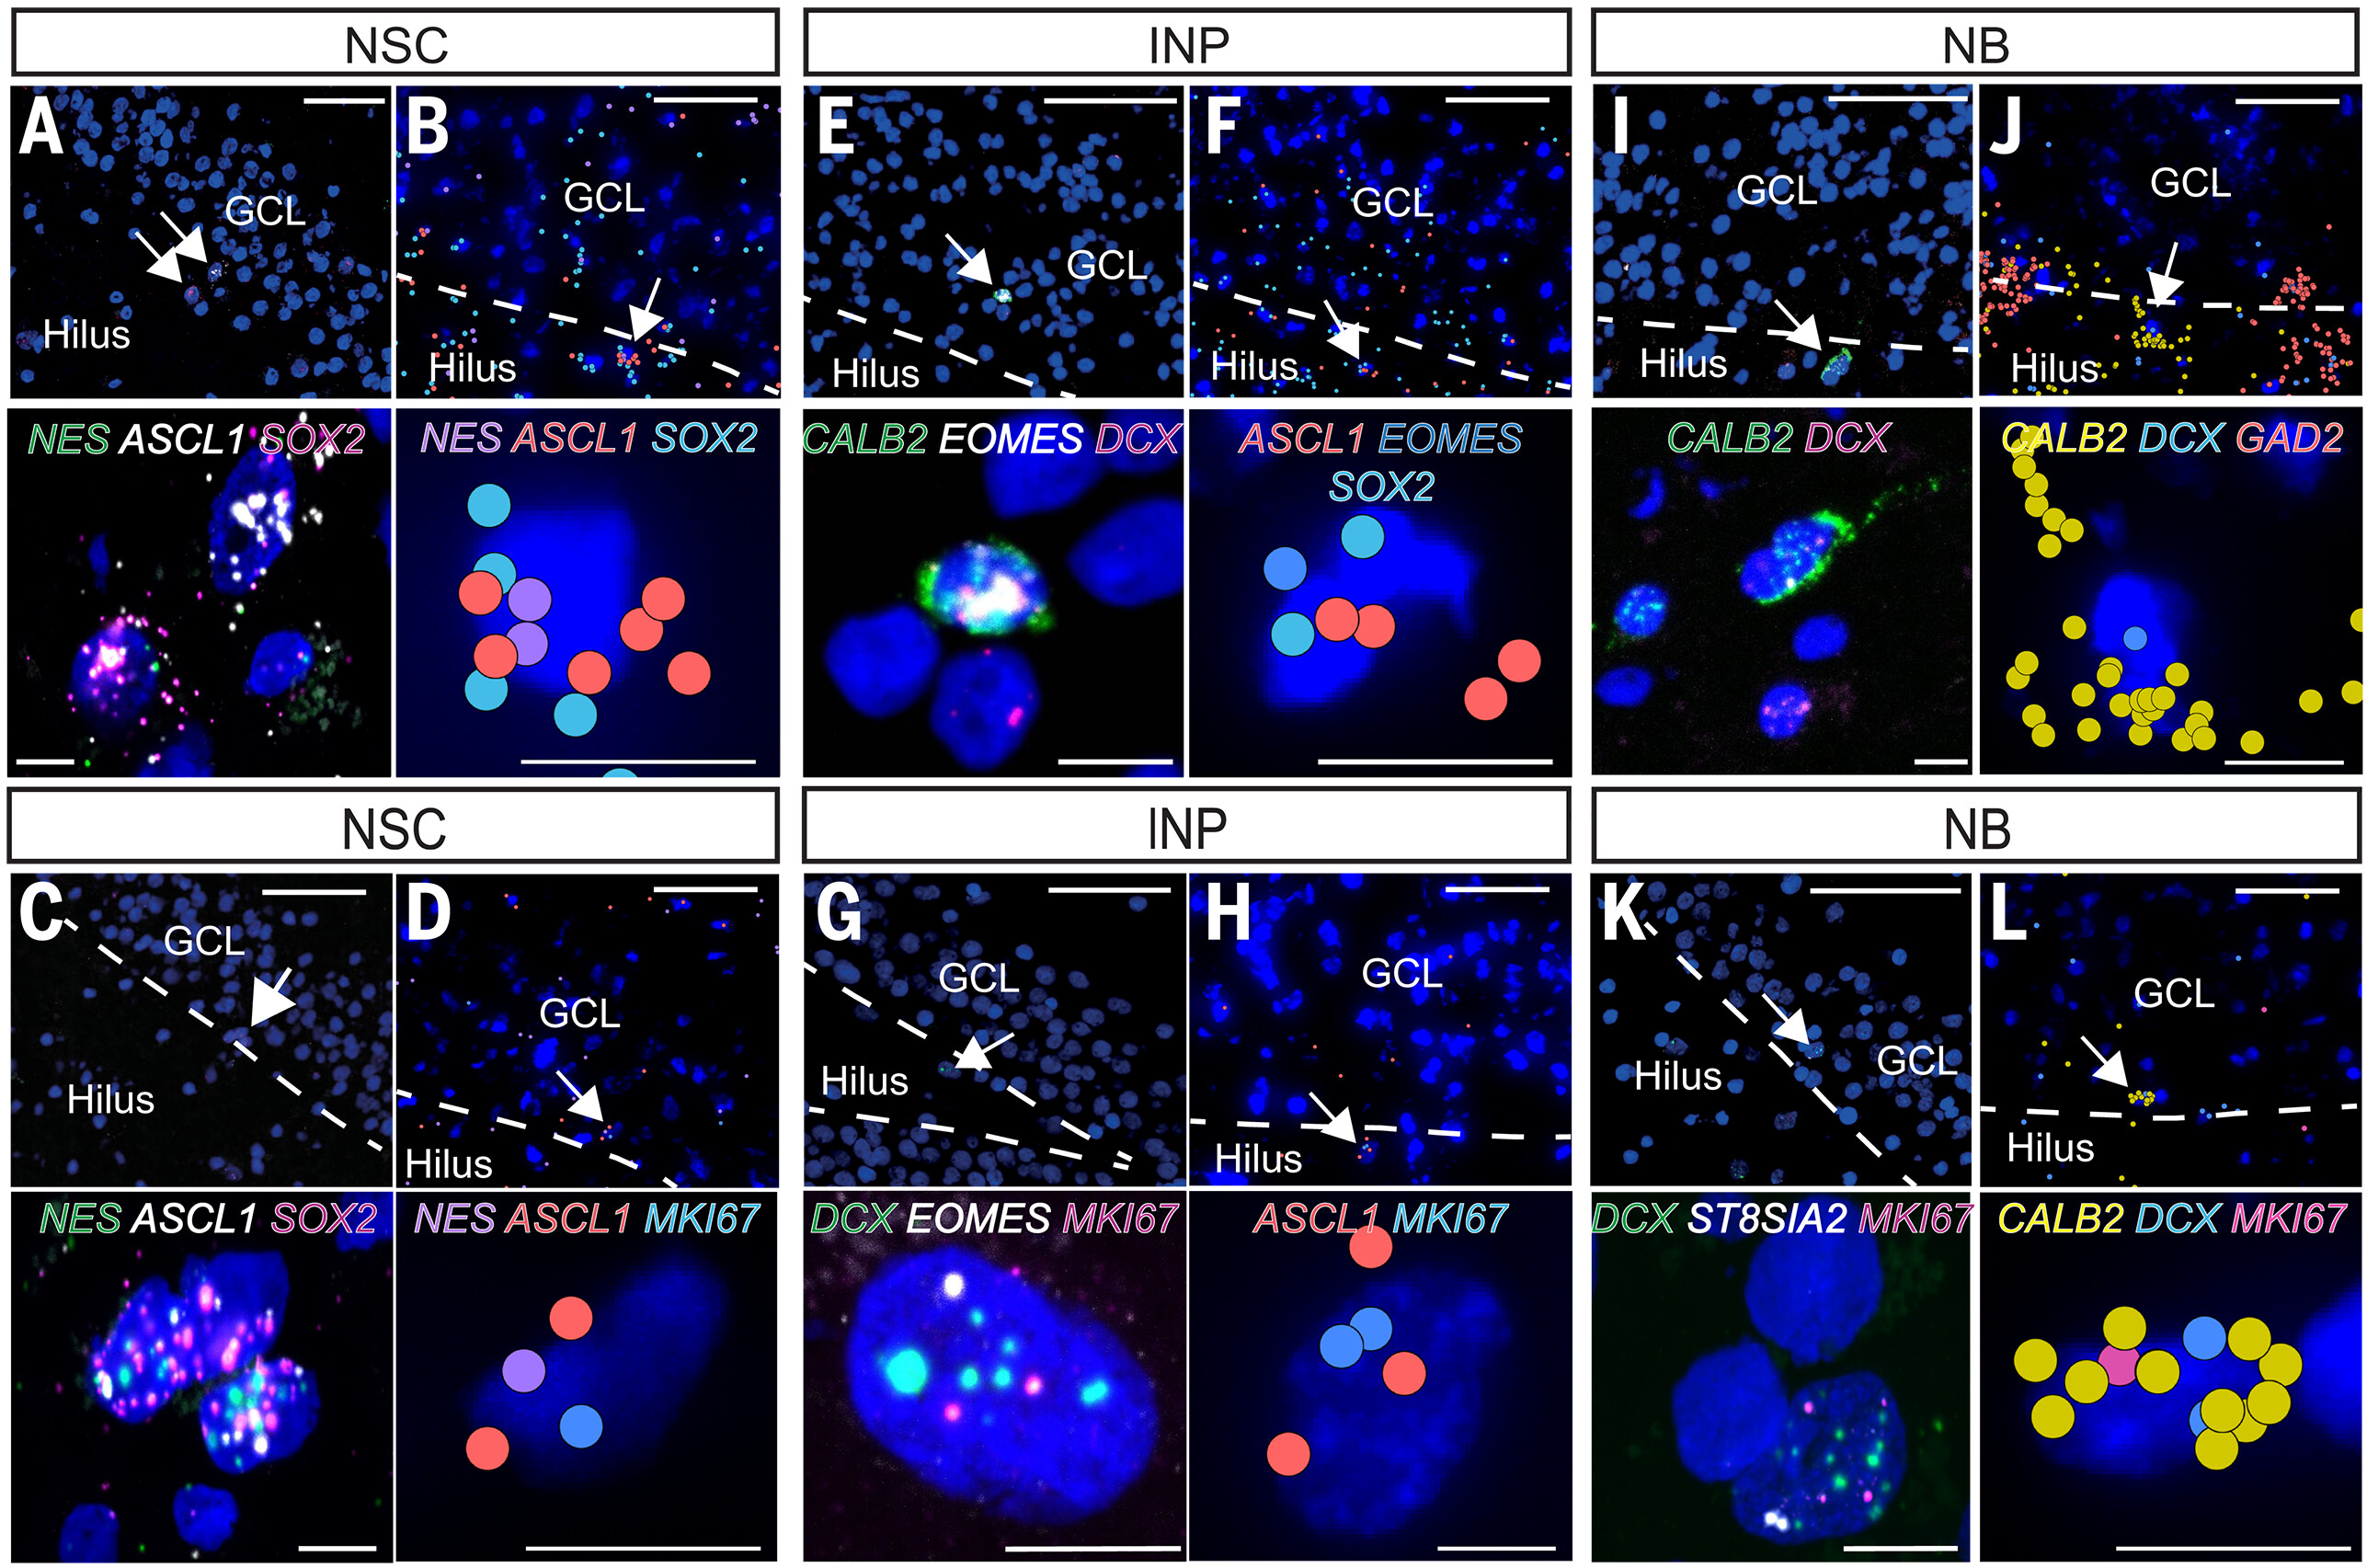 NSC
INP
NB
A
GCL
Hilus
B
GCL
Hilus
E
GCL
Hilus
F
GCL
Hilus
I
GCL
Hilus
J
GCL
Hilus
NES ASCL1 SOX2
NES ASCL1 SOX2
CALB2 EOMES DCX
ASCL1 EOMES
SOX2
CALB2 DCX
CALB2 DCX GAD2
NSC
INP
NB
C
GCL
Hilus
D
GCL
Hilus
G
GCL
Hilus
H
GCL
Hilus
K
Hilus
GCL
L
GCL
Hilus
NES ASCL1 SOX2
NES ASCL1 MKI67
DCX EOMES MKI67
ASCL1 MKI67
DCX ST8SIA2 MKI67
CALB2 DCX MKI67